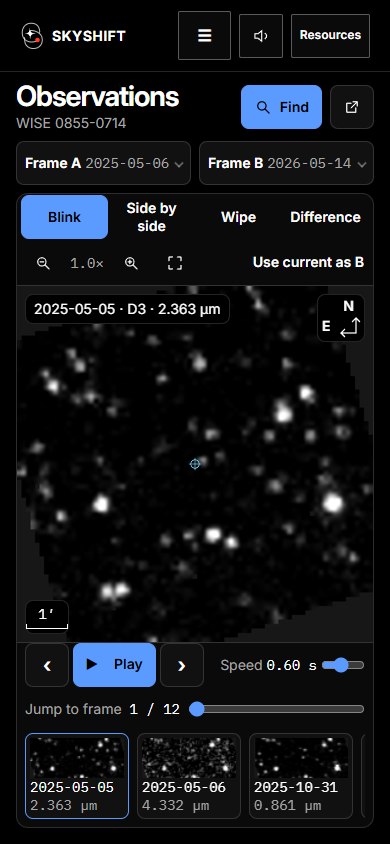 SKYSHIFT
Resources
Observations
WISE 0855-0714
Find
Frame A 2025-05-06
Frame B 2026-05-14
Blink
Side by
side
Wipe
Difference
1.0×
Use current as B
2025-05-05 · D3 · 2.363 µm
N
E
1′
Play
Speed 0.60 s
Jump to frame 1 / 12
2025-05-05
2.363 µm
2025-05-06
4.332 µm
2025-10-31
0.861 µm